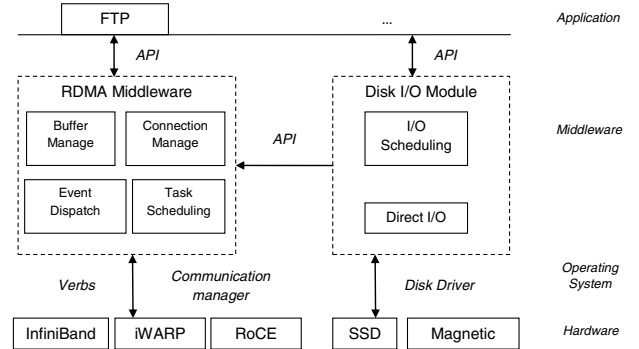 FTP
...
Application
API
API
RDMA Middleware
Disk I/O Module
Buffer
Manage
Connection
Manage
I/O
Scheduling
API
Middleware
Event
Dispatch
Task
Scheduling
Direct I/O
Verbs
Communication
manager
Disk Driver
Operating
System
InfiniBand
iWARP
RoCE
SSD
Magnetic
Hardware